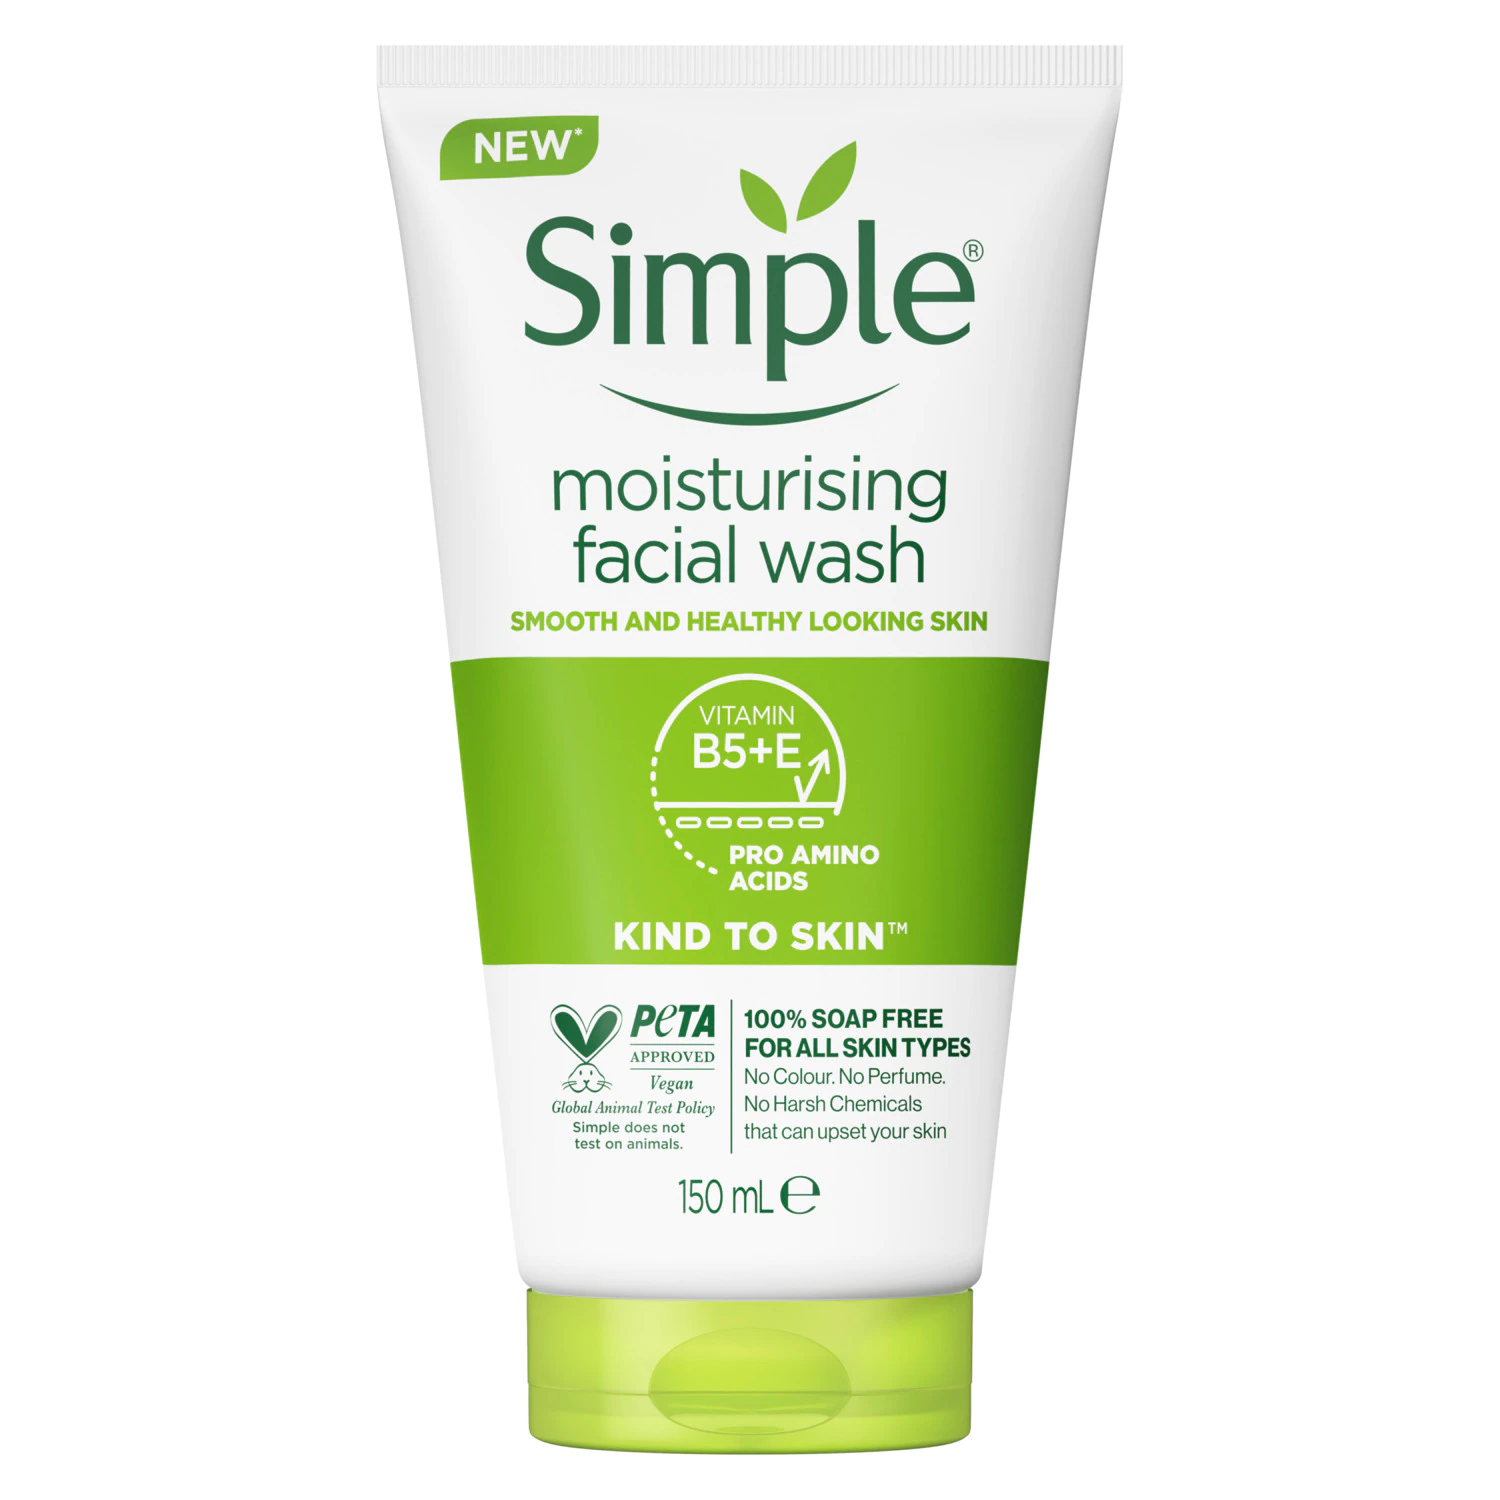 NEW*
Simple®
moisturising
facial wash
SMOOTH AND HEALTHY LOOKING SKIN
VITAMIN
B5+E
PRO AMINO
ACIDS
KIND TO SKIN™
PETA
APPROVED
Vegan
Global Animal Test Policy
Simple does not
test on animals.
100% SOAP FREE
FOR ALL SKIN TYPES
No Colour. No Perfume.
No Harsh Chemicals
that can upset your skin
150 mL ℮